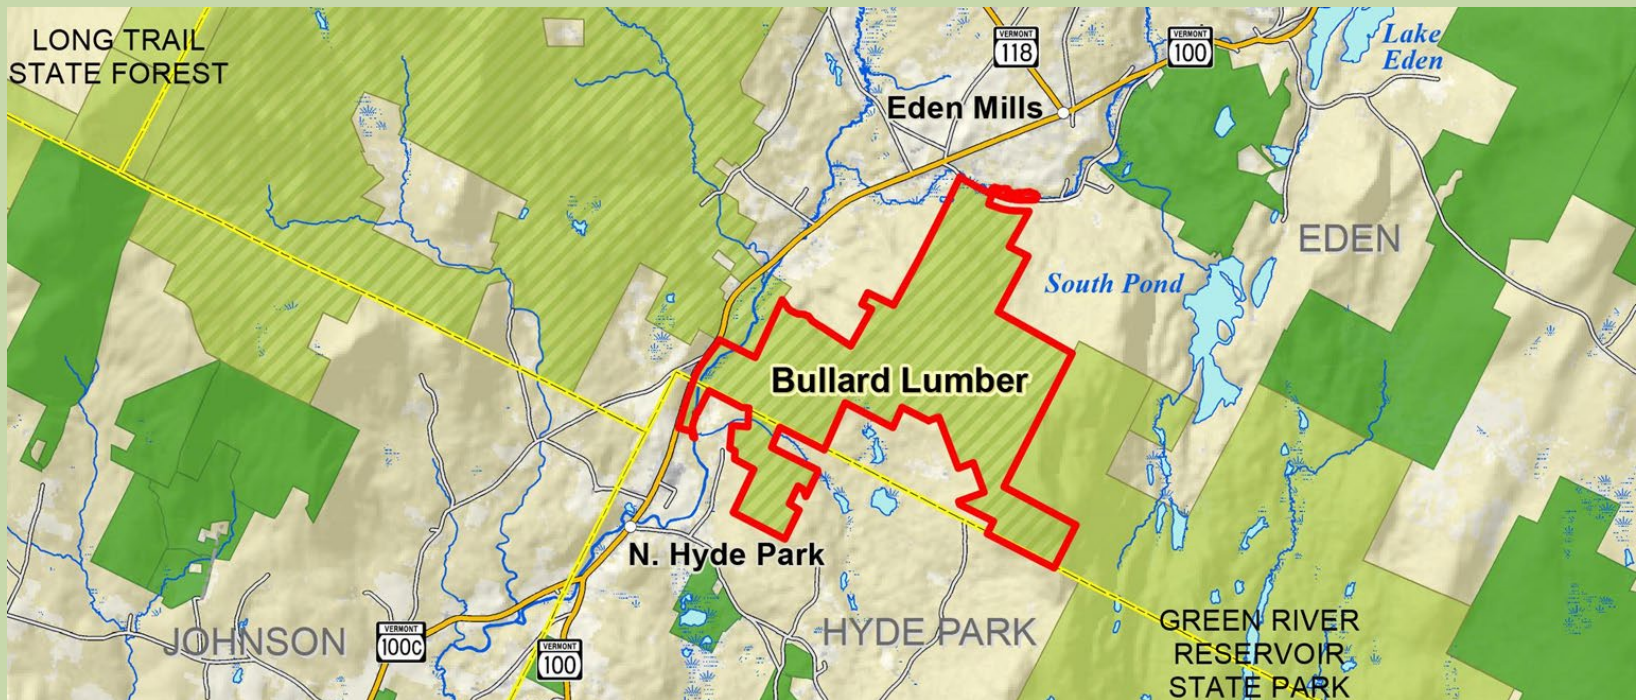 LONG TRAIL
STATE FOREST
VERMONT
118
VERMONT
100
Lake
Eden
Eden Mills
EDEN
South Pond
Bullard Lumber
N. Hyde Park
JOHNSON
VERMONT
100C
VERMONT
100
HYDE PARK
GREEN RIVER
RESERVOIR
STATE PARK